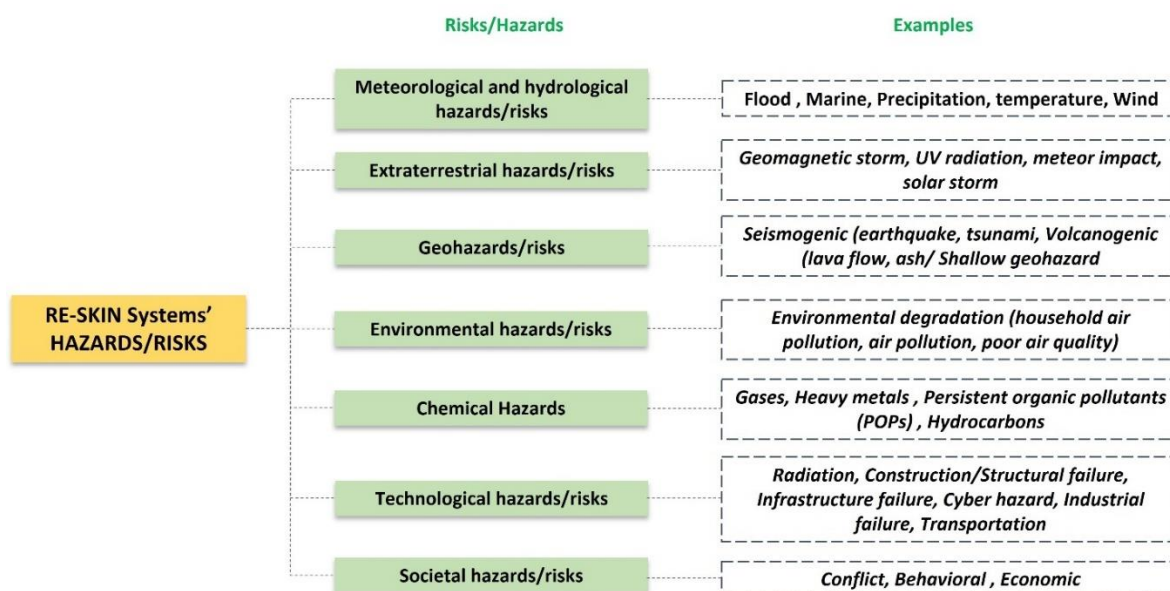 Risks/Hazards
Examples
Meteorological and hydrological
hazards/risks
Flood , Marine, Precipitation, temperature, Wind
Extraterrestrial hazards/risks
Geomagnetic storm, UV radiation, meteor impact,
solar storm
Geohazards/risks
Seismogenic (earthquake, tsunami, Volcanogenic
(lava flow, ash/ Shallow geohazard
RE-SKIN Systems’
HAZARDS/RISKS
Environmental hazards/risks
Environmental degradation (household air
pollution, air pollution, poor air quality)
Chemical Hazards
Gases, Heavy metals , Persistent organic pollutants
(POPs) , Hydrocarbons
Technological hazards/risks
Radiation, Construction/Structural failure,
Infrastructure failure, Cyber hazard, Industrial
failure, Transportation
Societal hazards/risks
Conflict, Behavioral , Economic